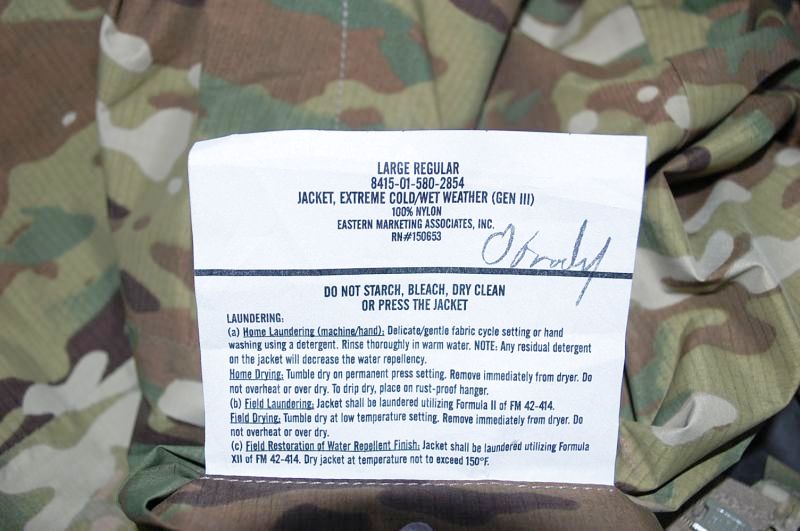 LARGE REGULAR
8415-01-580-2854
JACKET, EXTREME COLD/WET WEATHER (GEN III)
100% NYLON
EASTERN MARKETING ASSOCIATES, INC.
RN#150653
DO NOT STARCH, BLEACH, DRY CLEAN
OR PRESS THE JACKET
LAUNDERING:
(a) Home Laundering (machine/hand): Delicate/gentle fabric cycle setting or hand
washing using a detergent. Rinse thoroughly in warm water. NOTE: Any residual detergent
on the jacket will decrease the water repellency.
Home Drying: Tumble dry on permanent press setting. Remove immediately from dryer. Do
not overheat or over dry. To drip dry, place on rust-proof hanger.
(b) Field Laundering: Jacket shall be laundered utilizing Formula II of FM 42-414.
Field Drying: Tumble dry at low temperature setting. Remove immediately from dryer. Do
not overheat or over dry.
(c) Field Restoration of Water Repellent Finish: Jacket shall be laundered utilizing Formula
XII of FM 42-414. Dry jacket at temperature not to exceed 150°F.